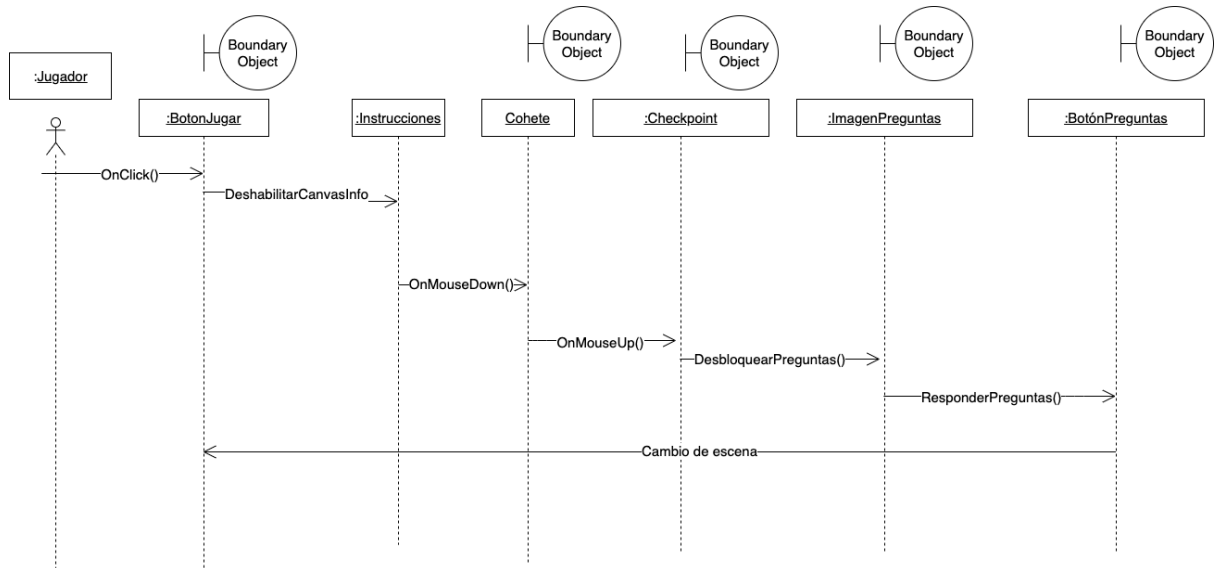 Boundary
Object
Boundary
Object
Boundary
Object
Boundary
Object
Boundary
Object
:Jugador
:BotonJugar
:Instrucciones
Cohete
:Checkpoint
:ImagenPreguntas
:BotónPreguntas
OnClick()
DeshabilitarCanvasInfo
OnMouseDown()
OnMouseUp()
DesbloquearPreguntas()
ResponderPreguntas()
Cambio de escena